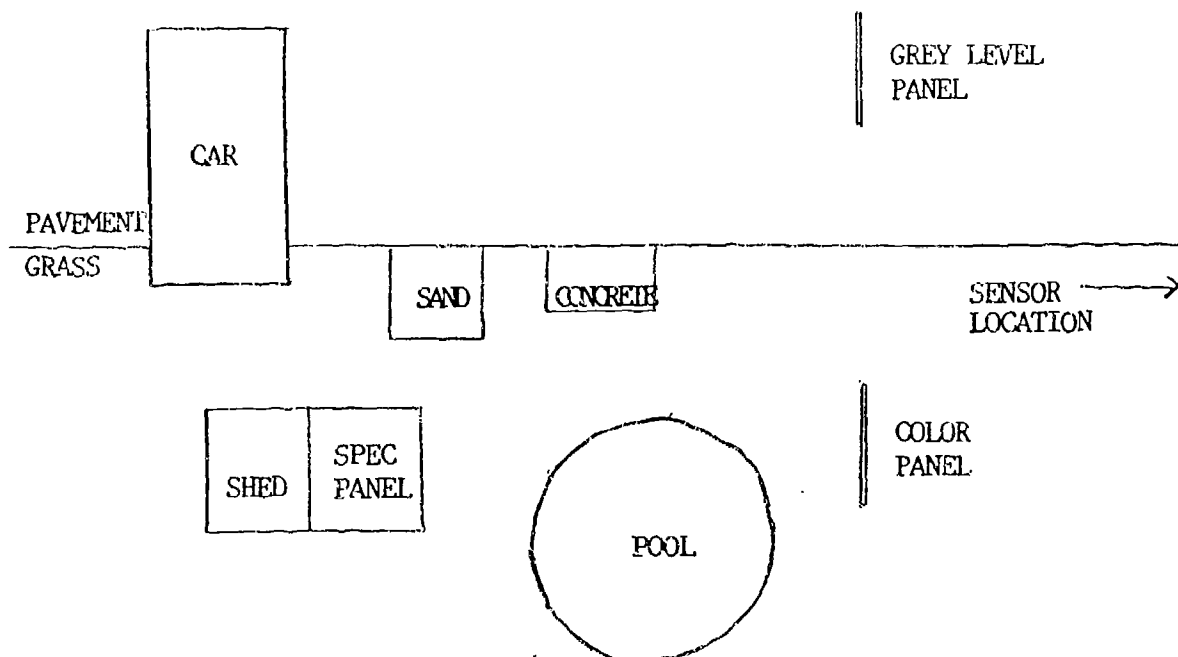 GREY LEVEL
PANEL
CAR
PAVEMENT
GRASS
SAND
CONCRETE
SENSOR
LOCATION
SHED
SPEC
PANEL
COLOR
PANEL
POOL